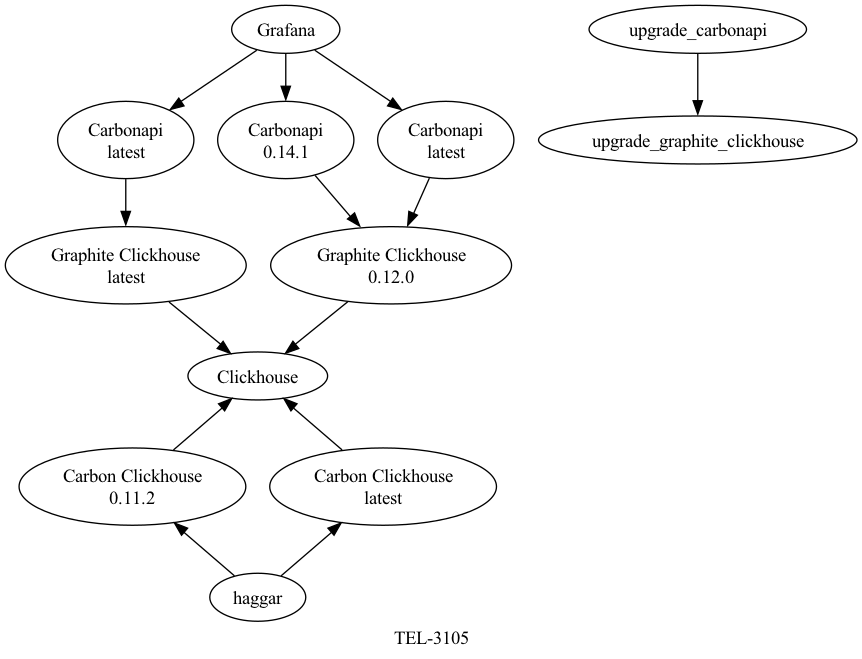 Grafana
upgrade_carbonapi
Carbonapi
latest
Carbonapi
0.14.1
Carbonapi
latest
upgrade_graphite_clickhouse
Graphite Clickhouse
latest
Graphite Clickhouse
0.12.0
Clickhouse
Carbon Clickhouse
0.11.2
Carbon Clickhouse
latest
haggar
TEL-3105